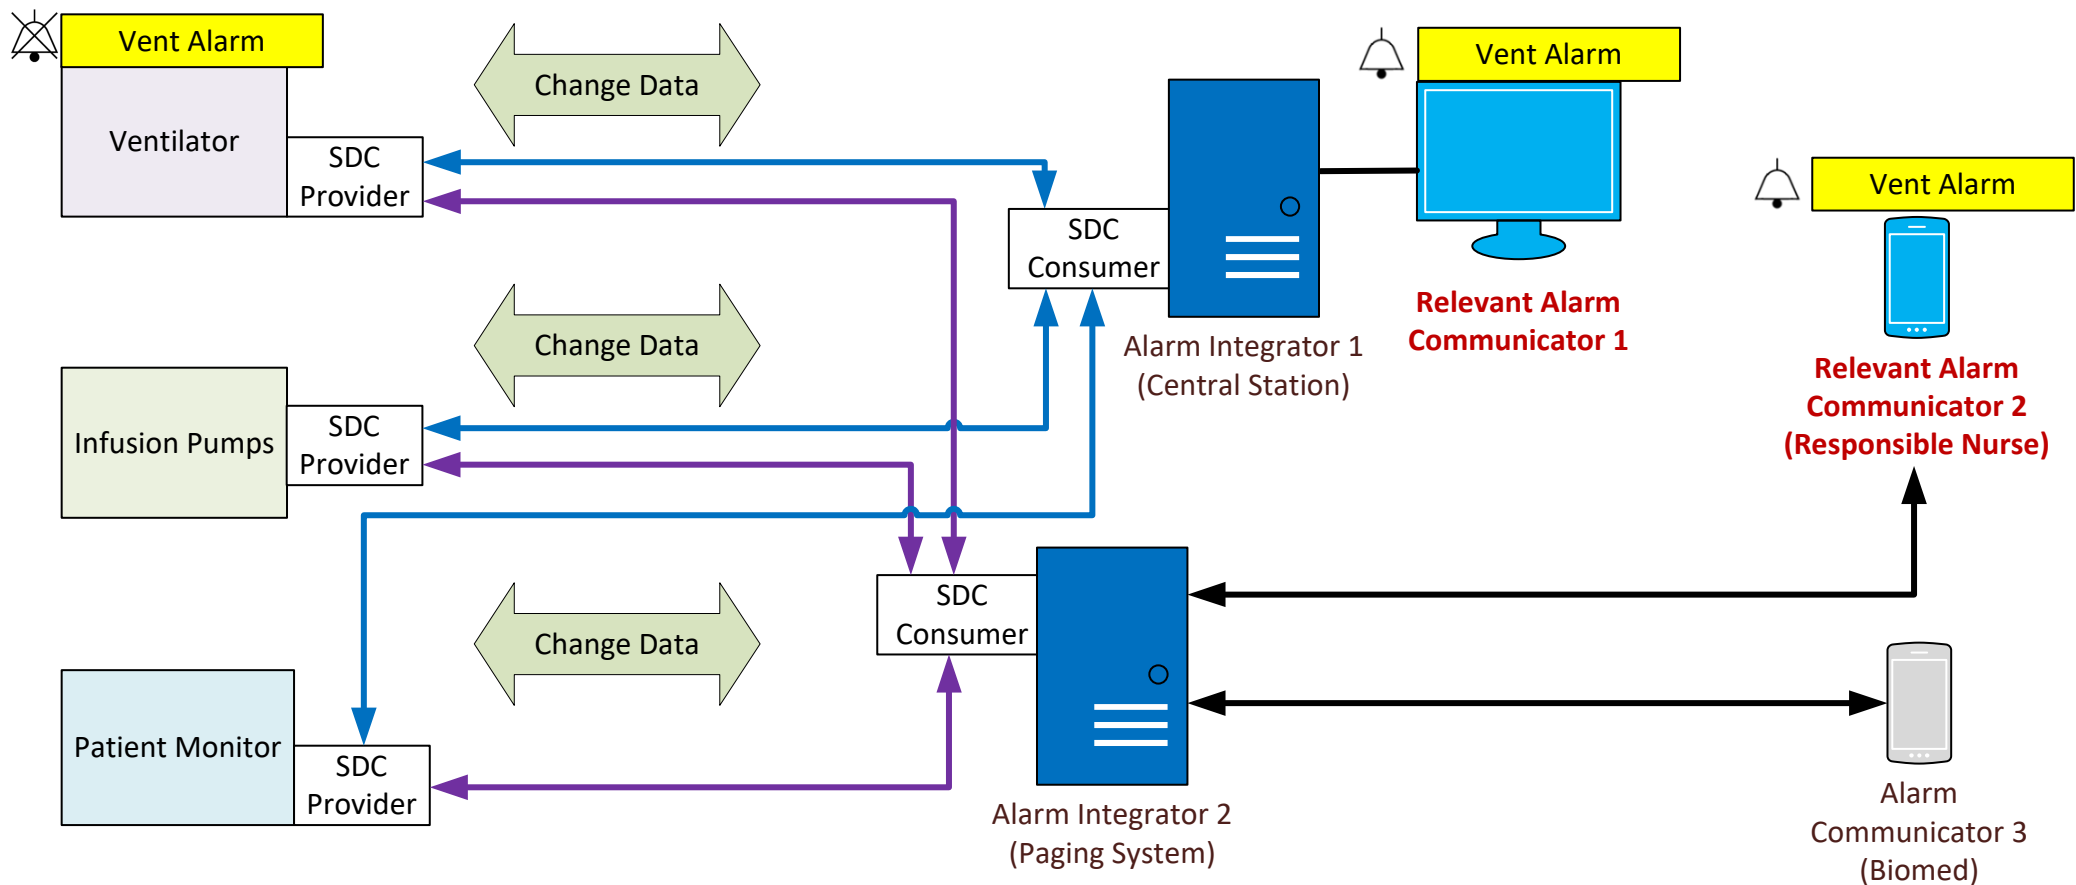 Vent Alarm
Ventilator
SDC
Provider
Change Data
SDC
Consumer
Alarm Integrator 1
(Central Station)
Vent Alarm
Relevant Alarm
Communicator 1
Vent Alarm
Relevant Alarm
Communicator 2
(Responsible Nurse)
Change Data
Infusion Pumps
SDC
Provider
Change Data
SDC
Consumer
Alarm Integrator 2
(Paging System)
Patient Monitor
SDC
Provider
Alarm
Communicator 3
(Biomed)